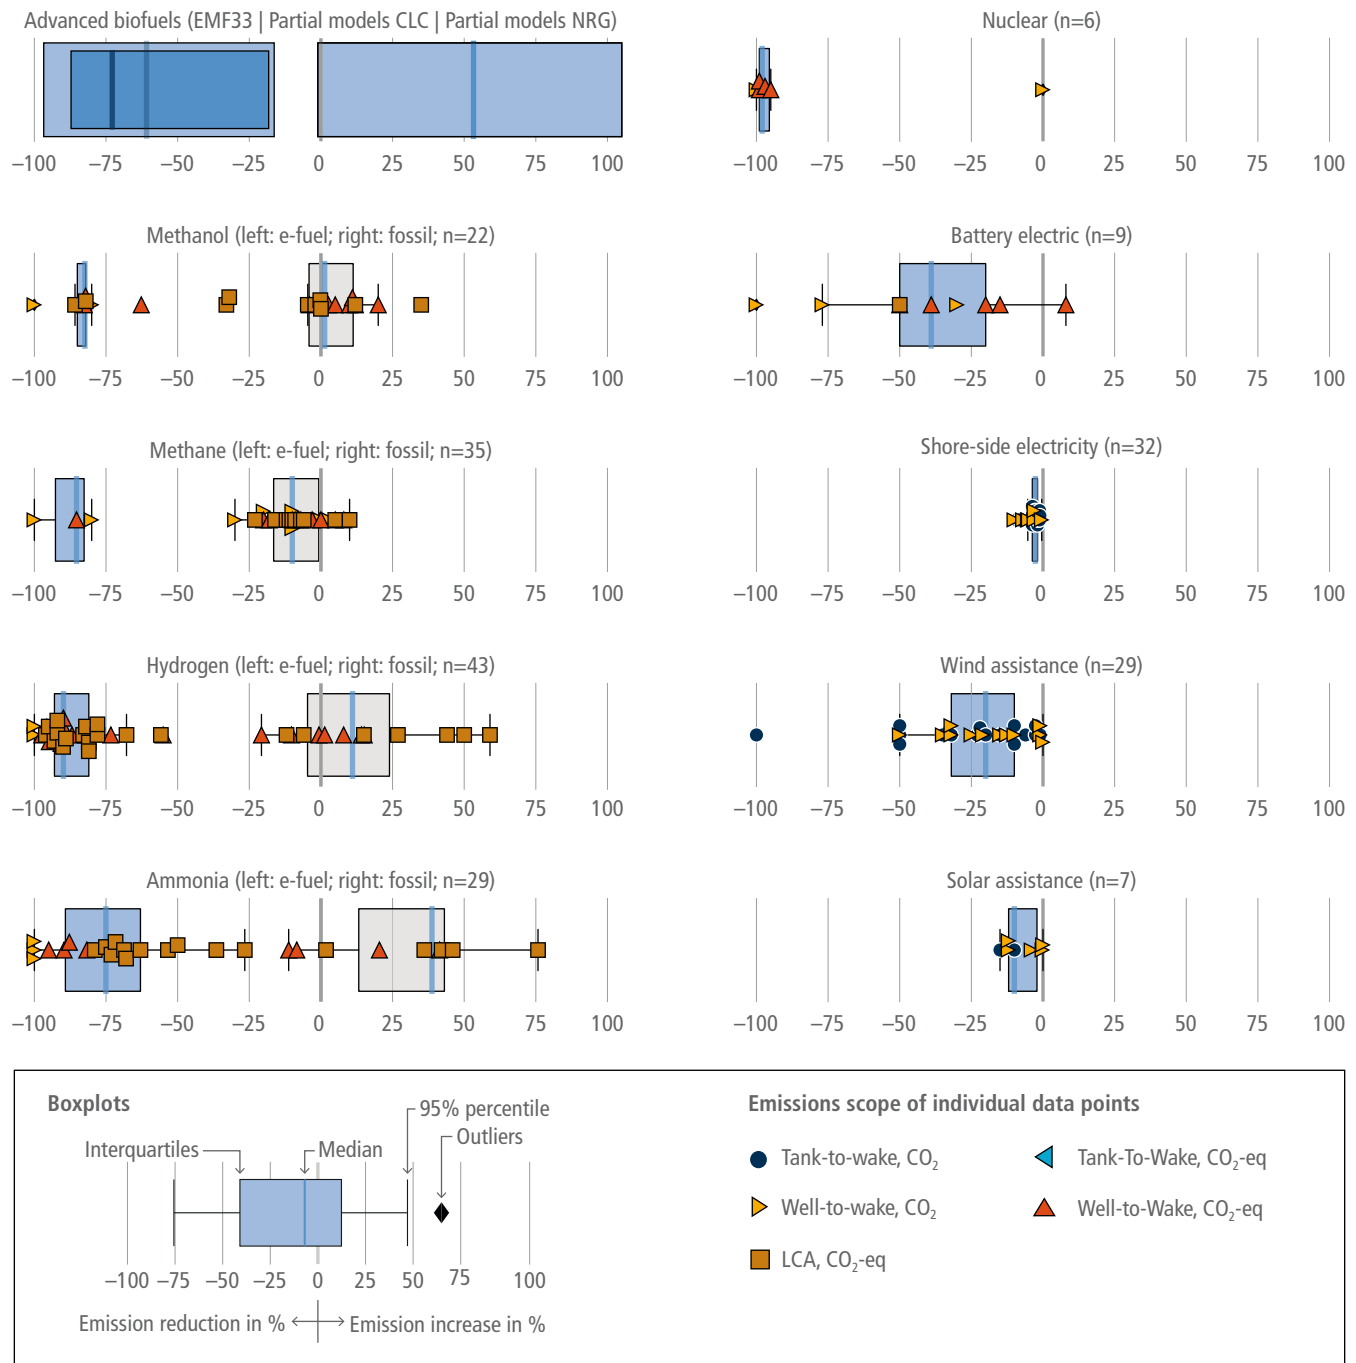 Advanced biofuels (EMF33 | Partial models CLC | Partial models NRG)
−100 −75 −50 −25 0 25 50 75 100
Methanol (left: e-fuel; right: fossil; n=22)
−100 −75 −50 −25 0 25 50 75 100
Methane (left: e-fuel; right: fossil; n=35)
−100 −75 −50 −25 0 25 50 75 100
Hydrogen (left: e-fuel; right: fossil; n=43)
−100 −75 −50 −25 0 25 50 75 100
Ammonia (left: e-fuel; right: fossil; n=29)
−100 −75 −50 −25 0 25 50 75 100
Nuclear (n=6)
−100 −75 −50 −25 0 25 50 75 100
Battery electric (n=9)
−100 −75 −50 −25 0 25 50 75 100
Shore-side electricity (n=32)
−100 −75 −50 −25 0 25 50 75 100
Wind assistance (n=29)
−100 −75 −50 −25 0 25 50 75 100
Solar assistance (n=7)
−100 −75 −50 −25 0 25 50 75 100
Boxplots
95% percentile
Outliers
Interquartiles
Median
−100 −75 −50 −25 0 25 50 75 100
Emission reduction in % Emission increase in %
Emissions scope of individual data points
Tank-to-wake, CO₂
Tank-To-Wake, CO₂-eq
Well-to-wake, CO₂
Well-to-Wake, CO₂-eq
LCA, CO₂-eq